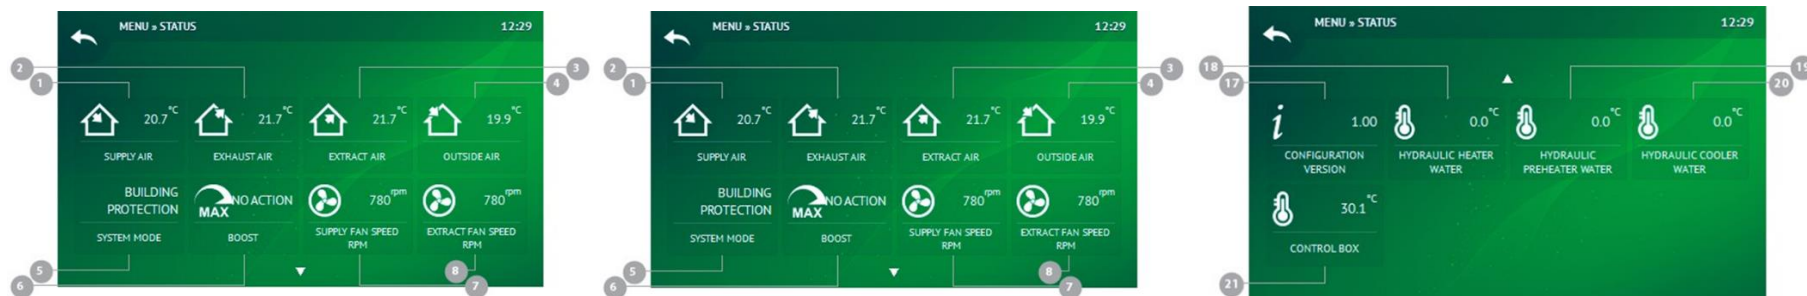 MENU » STATUS 12:29
2 3
1 4
20.7 °C 21.7 °C 21.7 °C 19.9 °C
SUPPLY AIR EXHAUST AIR EXTRACT AIR OUTSIDE AIR
BUILDING PROTECTION MAX NO ACTION 780 rpm 780 rpm
SYSTEM MODE BOOST SUPPLY FAN SPEED RPM EXTRACT FAN SPEED RPM
5 8
6 7
MENU » STATUS 12:29
2 3
1 4
20.7 °C 21.7 °C 21.7 °C 19.9 °C
SUPPLY AIR EXHAUST AIR EXTRACT AIR OUTSIDE AIR
BUILDING PROTECTION MAX NO ACTION 780 rpm 780 rpm
SYSTEM MODE BOOST SUPPLY FAN SPEED RPM EXTRACT FAN SPEED RPM
5 8
6 7
MENU » STATUS 12:29
18 19
17 20
i 1.00 0.0 °C 0.0 °C 0.0 °C
CONFIGURATION VERSION HYDRAULIC HEATER WATER HYDRAULIC PREHEATER WATER HYDRAULIC COOLER WATER
30.1 °C
CONTROL BOX
21